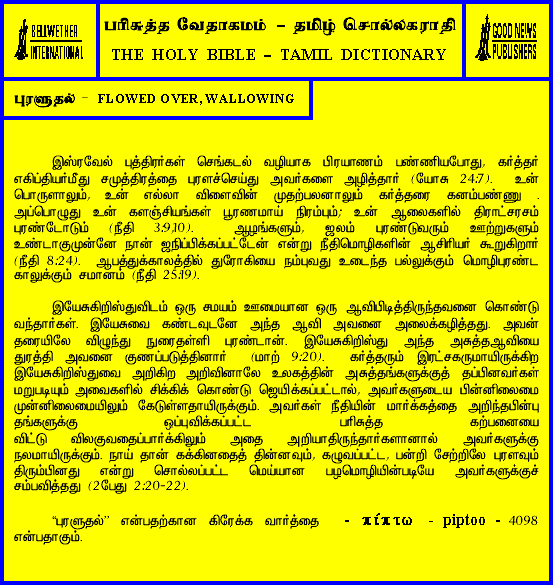 BELLWETHER
INTERNATIONAL
பரிசுத்த வேதாகமம் – தமிழ் சொல்லகராதி
THE HOLY BIBLE – TAMIL DICTIONARY
GOOD NEWS
PUBLISHERS
புரளுதல் – FLOWED OVER, WALLOWING
இஸ்ரவேல் புத்திரர்கள் செங்கடல் வழியாக பிரயாணம் பண்ணியபோது, கர்த்தர்
எகிப்தியர்மீது சமுத்திரத்தை புரளச்செய்து அவர்களை அழித்தார் (யோசு 24:7). உன்
பொருளாலும், உன் எல்லா விளைவின் முதற்பலனாலும் கர்த்தரை கனம்பண்ணு .
அப்பொழுது உன் களஞ்சியங்கள் பூரணமாய் நிரம்பும்; உன் ஆலைகளில் திராட்சரசம்
புரண்டோடும் (நீதி 3:9,10). ஆழங்களும், ஜலம் புரண்டுவரும் ஊற்றுகளும்
உண்டாகுமுன்னே நான் ஜநிப்பிக்கப்பட்டேன் என்று நீதிமொழிகளின் ஆசிரியர் கூறுகிறார்
(நீதி 8:24). ஆபத்துக்காலத்தில் துரோகியை நம்புவது உடைந்த பல்லுக்கும் மொழிபுரண்ட
காலுக்கும் சமானம் (நீதி 25:19).
இயேசுகிறிஸ்துவிடம் ஒரு சமயம் ஊமையான ஒரு ஆவிபிடித்திருந்தவனை கொண்டு
வந்தார்கள். இயேசுவை கண்டவுடனே அந்த ஆவி அவனை அலைக்கழித்தது. அவன்
தரையிலே விழுந்து நுரைதள்ளி புரண்டான். இயேசுகிறிஸ்து அந்த அசுத்தஆவியை
துரத்தி அவனை குணப்படுத்தினார் (மாற் 9:20). கர்த்தரும் இரட்சகருமாயிருக்கிற
இயேசுகிறிஸ்துவை அறிகிற அறிவினாலே உலகத்தின் அசுத்தங்களுக்குத் தப்பினவர்கள்
மறுபடியும் அவைகளில் சிக்கிக் கொண்டு ஜெயிக்கப்பட்டால், அவர்களுடைய பின்னிலைமை
முன்னிலைமையிலும் கேடுள்ளதாயிருக்கும். அவர்கள் நீதியின் மார்க்கத்தை அறிந்தபின்பு
தங்களுக்கு ஒப்புவிக்கப்பட்ட பரிசுத்த கற்பனையை
விட்டு விலகுவதைப்பார்க்கிலும் அதை அறியாதிருந்தார்களானால் அவர்களுக்கு
நலமாயிருக்கும். நாய் தான் கக்கினதைத் தின்னவும், கழுவப்பட்ட, பன்றி சேற்றிலே புரளவும்
திரும்பினது என்று சொல்லப்பட்ட மெய்யான பழமொழியின்படியே அவர்களுக்குச்
சம்பவித்தது (2பேது 2:20-22).
“புரளுதல்” என்பதற்கான கிரேக்க வார்த்தை - πίπτω - piptoo - 4098
என்பதாகும்.